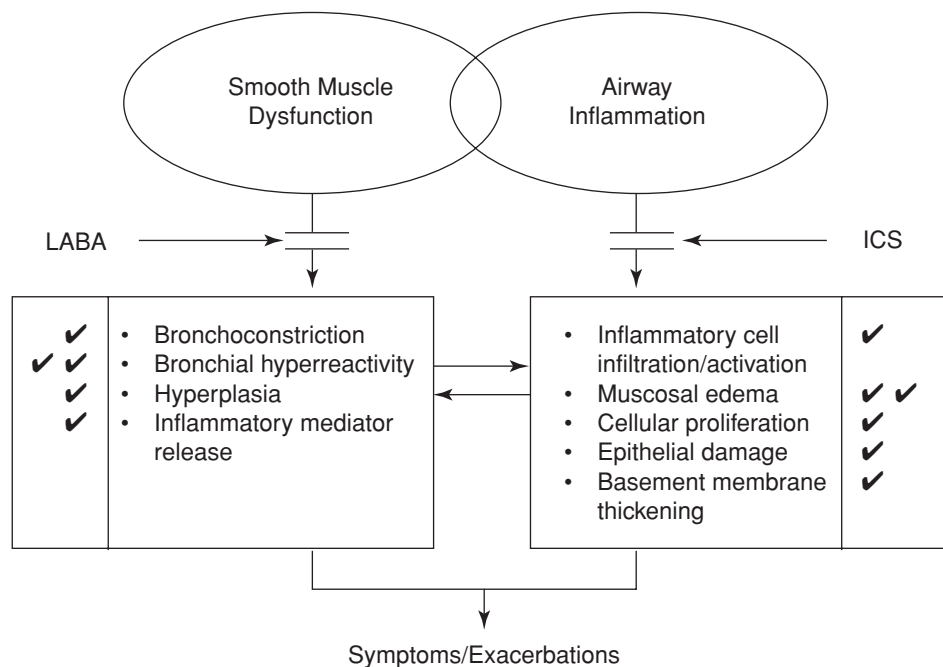 Smooth Muscle
Dysfunction
Airway
Inflammation
LABA
ICS
✔ • Bronchoconstriction
✔ ✔ • Bronchial hyperreactivity
✔ • Hyperplasia
✔ • Inflammatory mediator
release
• Inflammatory cell ✔
infiltration/activation
• Muscosal edema ✔ ✔
• Cellular proliferation ✔
• Epithelial damage ✔
• Basement membrane ✔
thickening
Symptoms/Exacerbations